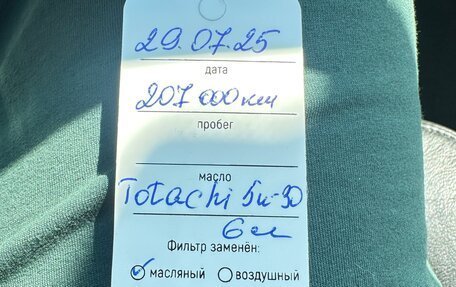 29.07.25
дата
207 000 км
пробег
масло
Totachi 5w-30
6л
Фильтр заменён:
масляный воздушный